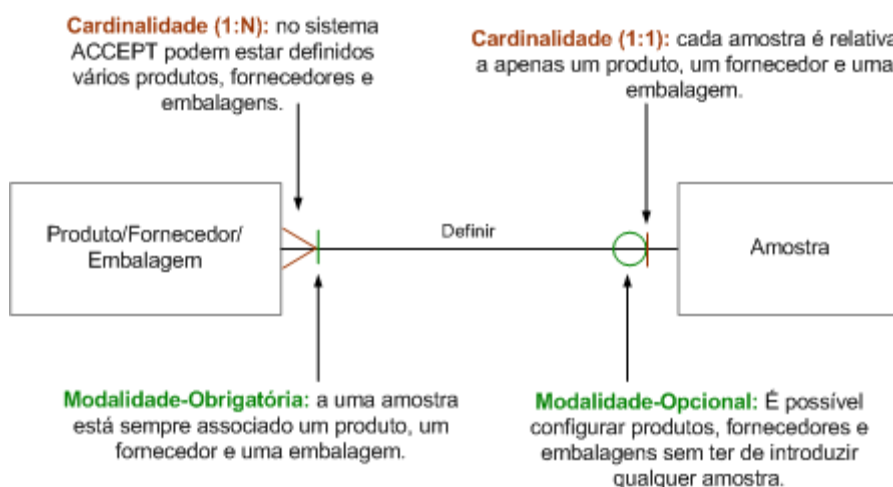 Cardinalidade (1:N): no sistema
ACCEPT podem estar definidos
vários produtos, fornecedores e
embalagens.
Cardinalidade (1:1): cada amostra é relativa
a apenas um produto, um fornecedor e uma
embalagem.
Produto/Fornecedor/
Embalagem
Definir
Amostra
Modalidade-Obrigatória: a uma amostra
está sempre associado um produto, um
fornecedor e uma embalagem.
Modalidade-Opcional: É possível
configurar produtos, fornecedores e
embalagens sem ter de introduzir
qualquer amostra.